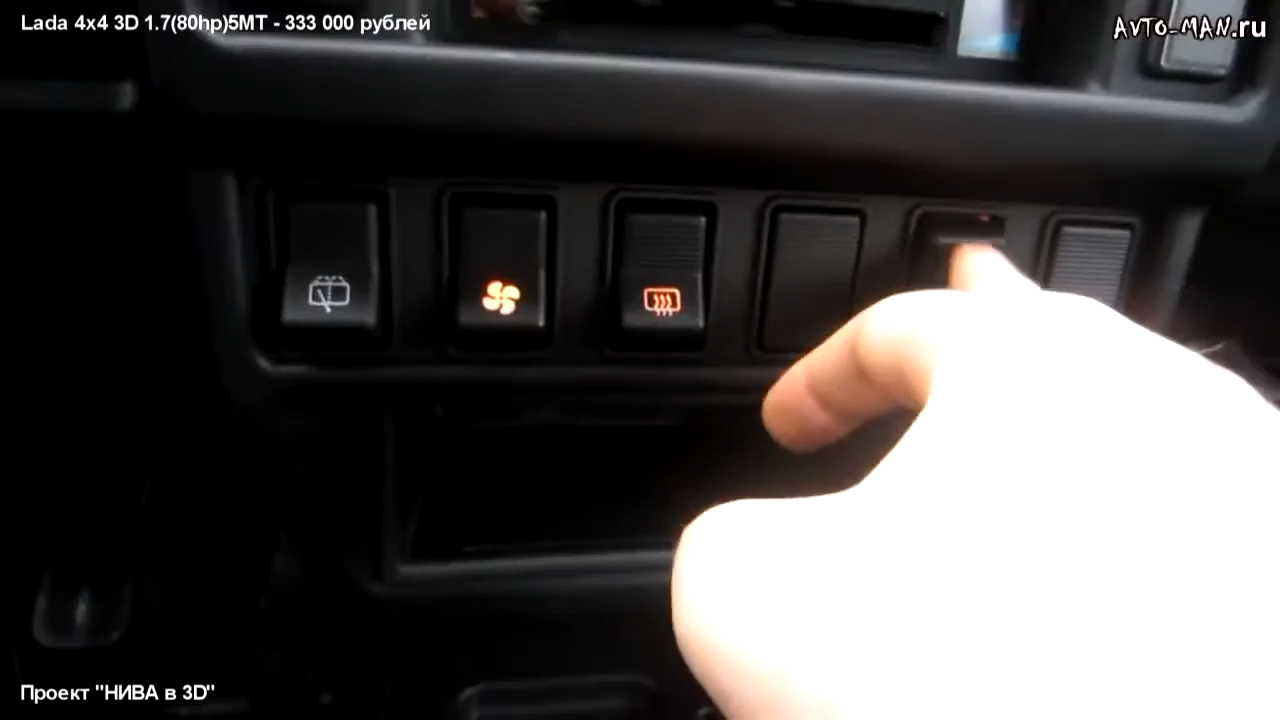 Lada 4x4 3D 1.7(80hp)5MT - 333 000 рублей
AVTO-MAN.ru
Проект "НИВА в 3D"